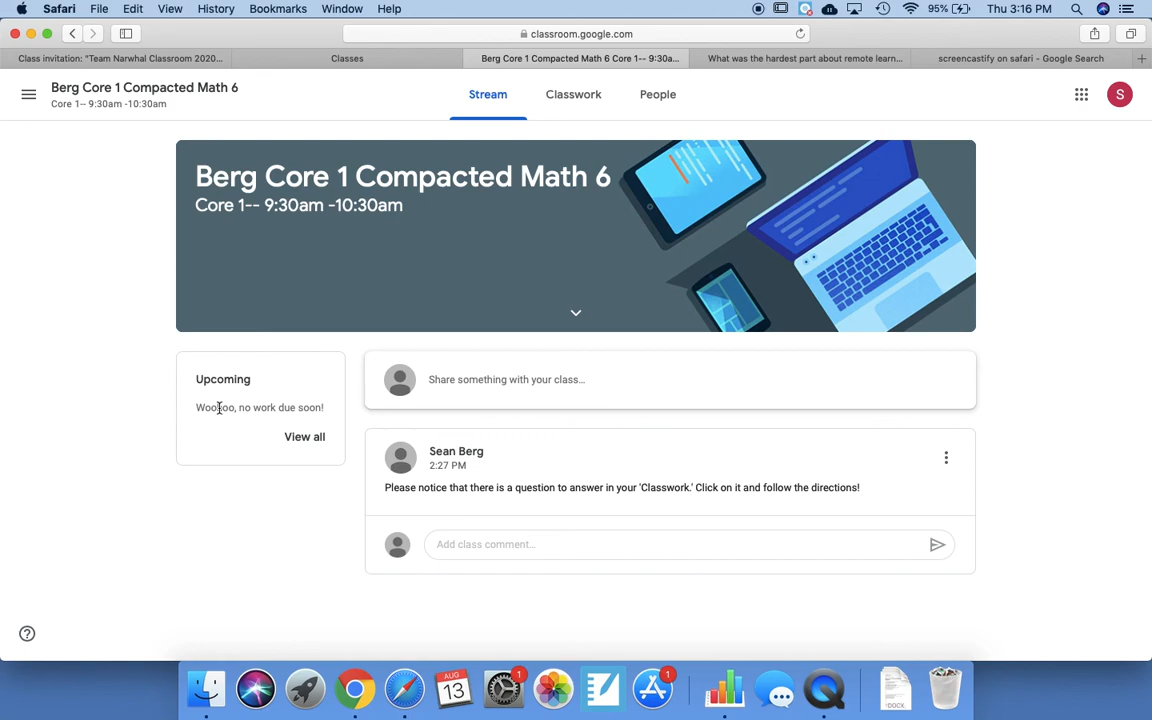 Safari File Edit View History Bookmarks Window Help 95% Thu 3:16 PM
classroom.google.com
Class invitation: "Team Narwhal Classroom 2020... Classes Berg Core 1 Compacted Math 6 Core 1-- 9:30a... What was the hardest part about remote learn... screencastify on safari - Google Search
Berg Core 1 Compacted Math 6
Core 1-- 9:30am -10:30am
Stream Classwork People S
Berg Core 1 Compacted Math 6
Core 1-- 9:30am -10:30am
Upcoming
Woohoo, no work due soon!
View all
Share something with your class...
Sean Berg
2:27 PM
Please notice that there is a question to answer in your 'Classwork.' Click on it and follow the directions!
Add class comment...
AUG
13
1
1
.DOCX